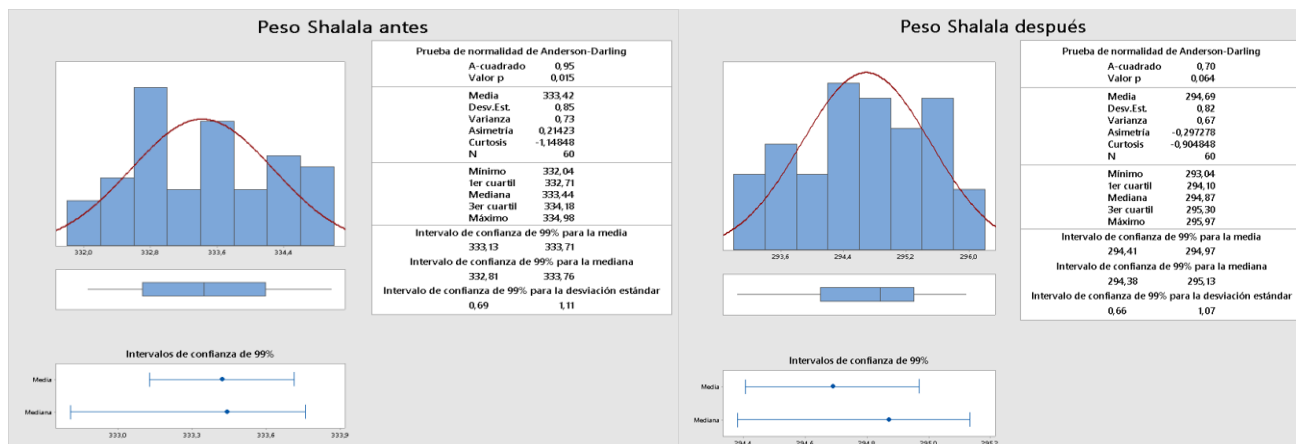 Peso Shalala antes
Prueba de normalidad de Anderson-Darling
A-cuadrado 0,95
Valor p 0,015
Media 333,42
Desv.Est. 0,85
Varianza 0,73
Asimetría 0,21423
Curtosis -1,14848
N 60
Mínimo 332,04
1er cuartil 332,71
Mediana 333,44
3er cuartil 334,18
Máximo 334,98
Intervalo de confianza de 99% para la media
333,13 333,71
Intervalo de confianza de 99% para la mediana
332,81 333,76
Intervalo de confianza de 99% para la desviación estándar
0,69 1,11
332,0 332,8 333,6 334,4
Intervalos de confianza de 99%
Media
Mediana
333,0 333,3 333,6 333,9
Peso Shalala después
Prueba de normalidad de Anderson-Darling
A-cuadrado 0,70
Valor p 0,064
Media 294,69
Desv.Est. 0,82
Varianza 0,67
Asimetría -0,297278
Curtosis -0,904848
N 60
Mínimo 293,04
1er cuartil 294,10
Mediana 294,87
3er cuartil 295,30
Máximo 295,97
Intervalo de confianza de 99% para la media
294,41 294,97
Intervalo de confianza de 99% para la mediana
294,38 295,13
Intervalo de confianza de 99% para la desviación estándar
0,66 1,07
293,6 294,4 295,2 296,0
Intervalos de confianza de 99%
Media
Mediana
294,4 294,6 294,8 295,0 295,2